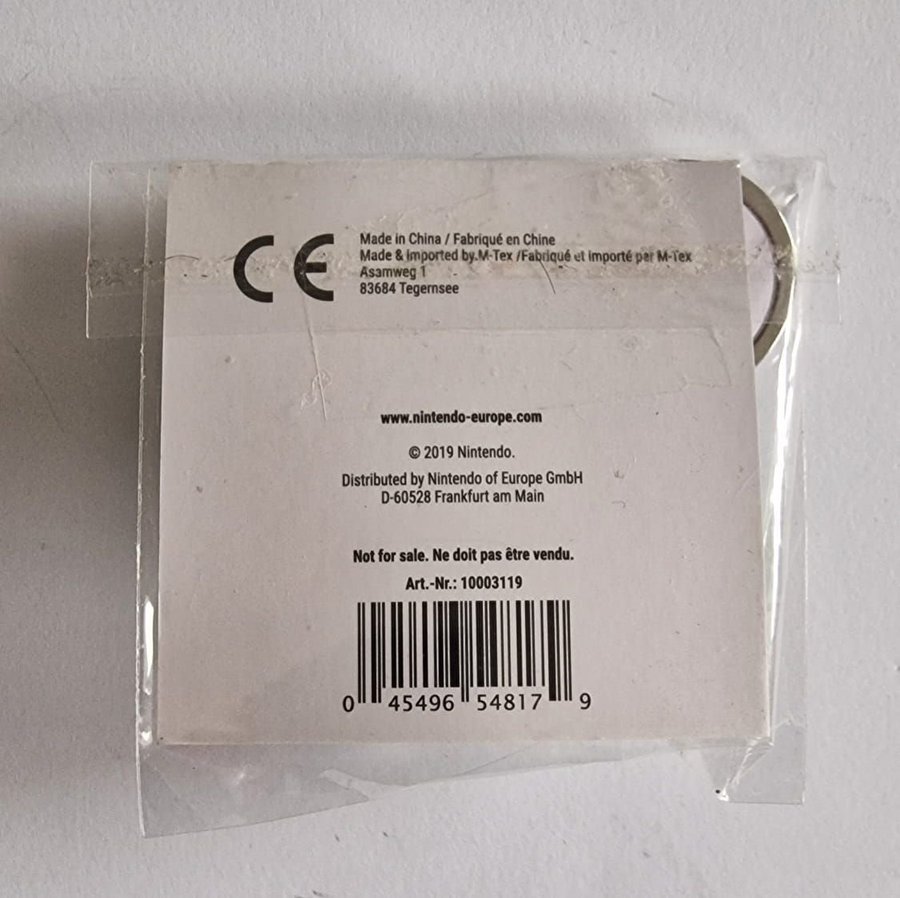 CE
Made in China / Fabriqué en Chine
Made & imported by M-Tex /Fabriqué et importé par M-Tex
Asamweg 1
83684 Tegernsee
www.nintendo-europe.com
© 2019 Nintendo.
Distributed by Nintendo of Europe GmbH
D-60528 Frankfurt am Main
Not for sale. Ne doit pas être vendu.
Art.-Nr.: 10003119
0 45496 54817 9